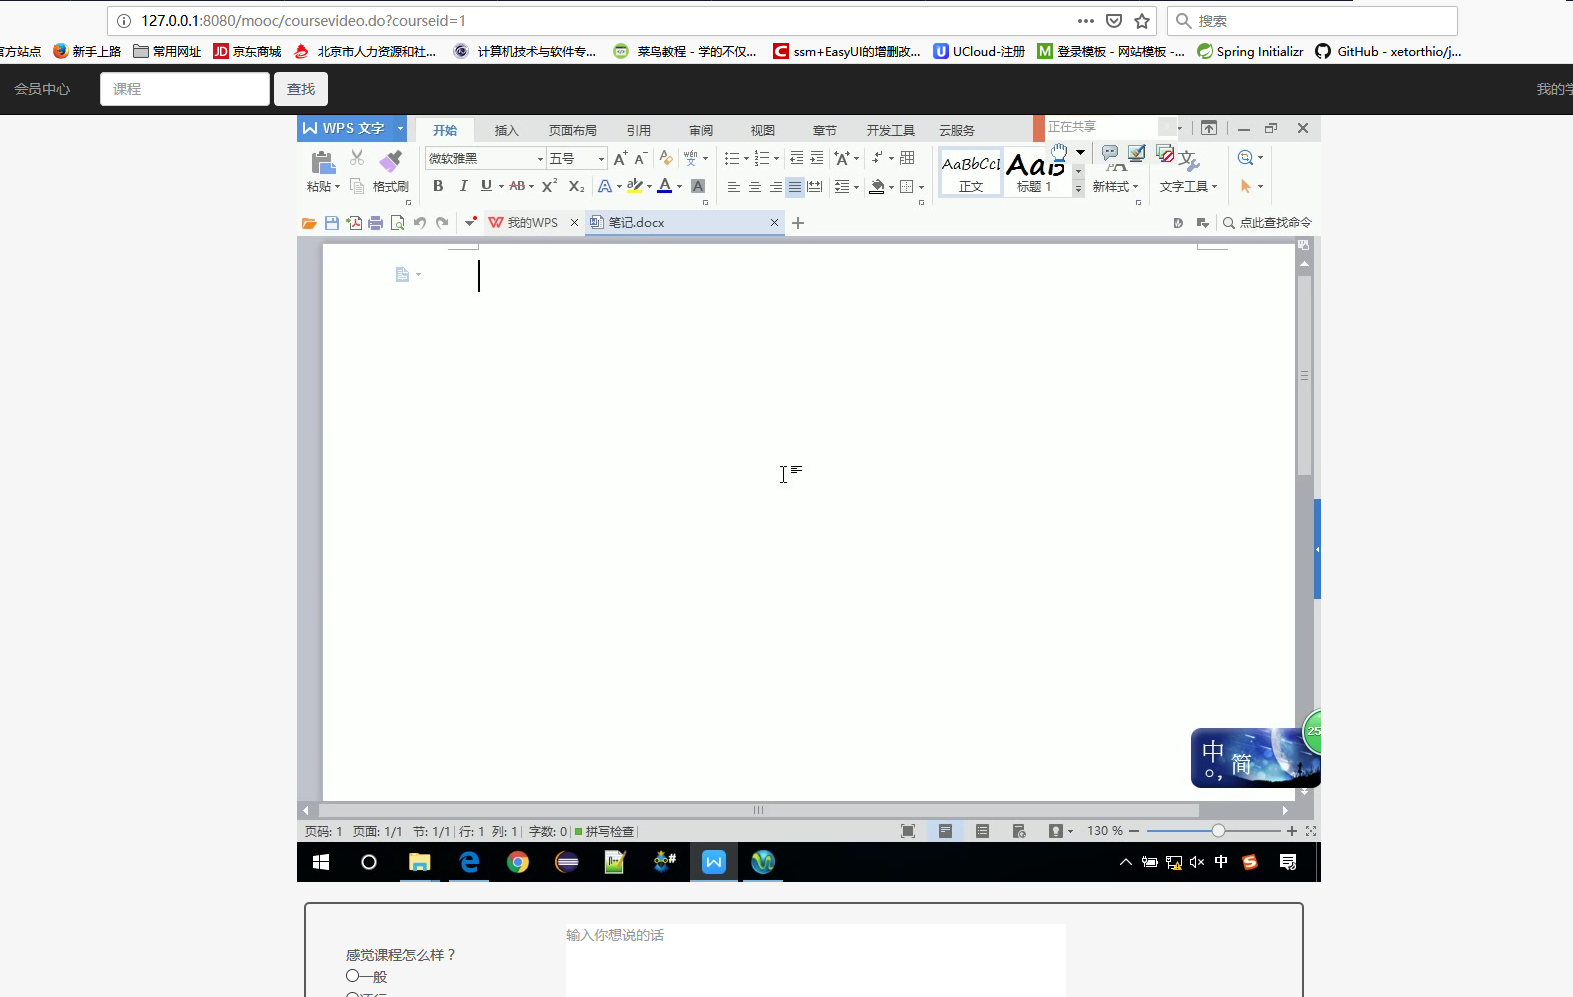 127.0.0.1:8080/mooc/coursevideo.do?courseid=1
搜索
官方站点 新手上路 常用网址 JD 京东商城 北京市人力资源和社... 计算机技术与软件专... 菜鸟教程 - 学的不仅... ssm+EasyUI的增删改... UCloud-注册 登录模板 - 网站模板 -... Spring Initializr GitHub - xetorthio/j...
会员中心 课程 查找 我的学
WPS 文字 开始 插入 页面布局 引用 审阅 视图 章节 开发工具 云服务 正在共享
粘贴 格式刷 微软雅黑 五号 AaBbCcI 正文 AaB 标题 1 新样式 文字工具
我的WPS 笔记.docx 点此查找命令
25
中
简
页码: 1 页面: 1/1 节: 1/1 行: 1 列: 1 字数: 0 拼写检查 130 %
中
感觉课程怎么样？
输入你想说的话
一般
还行